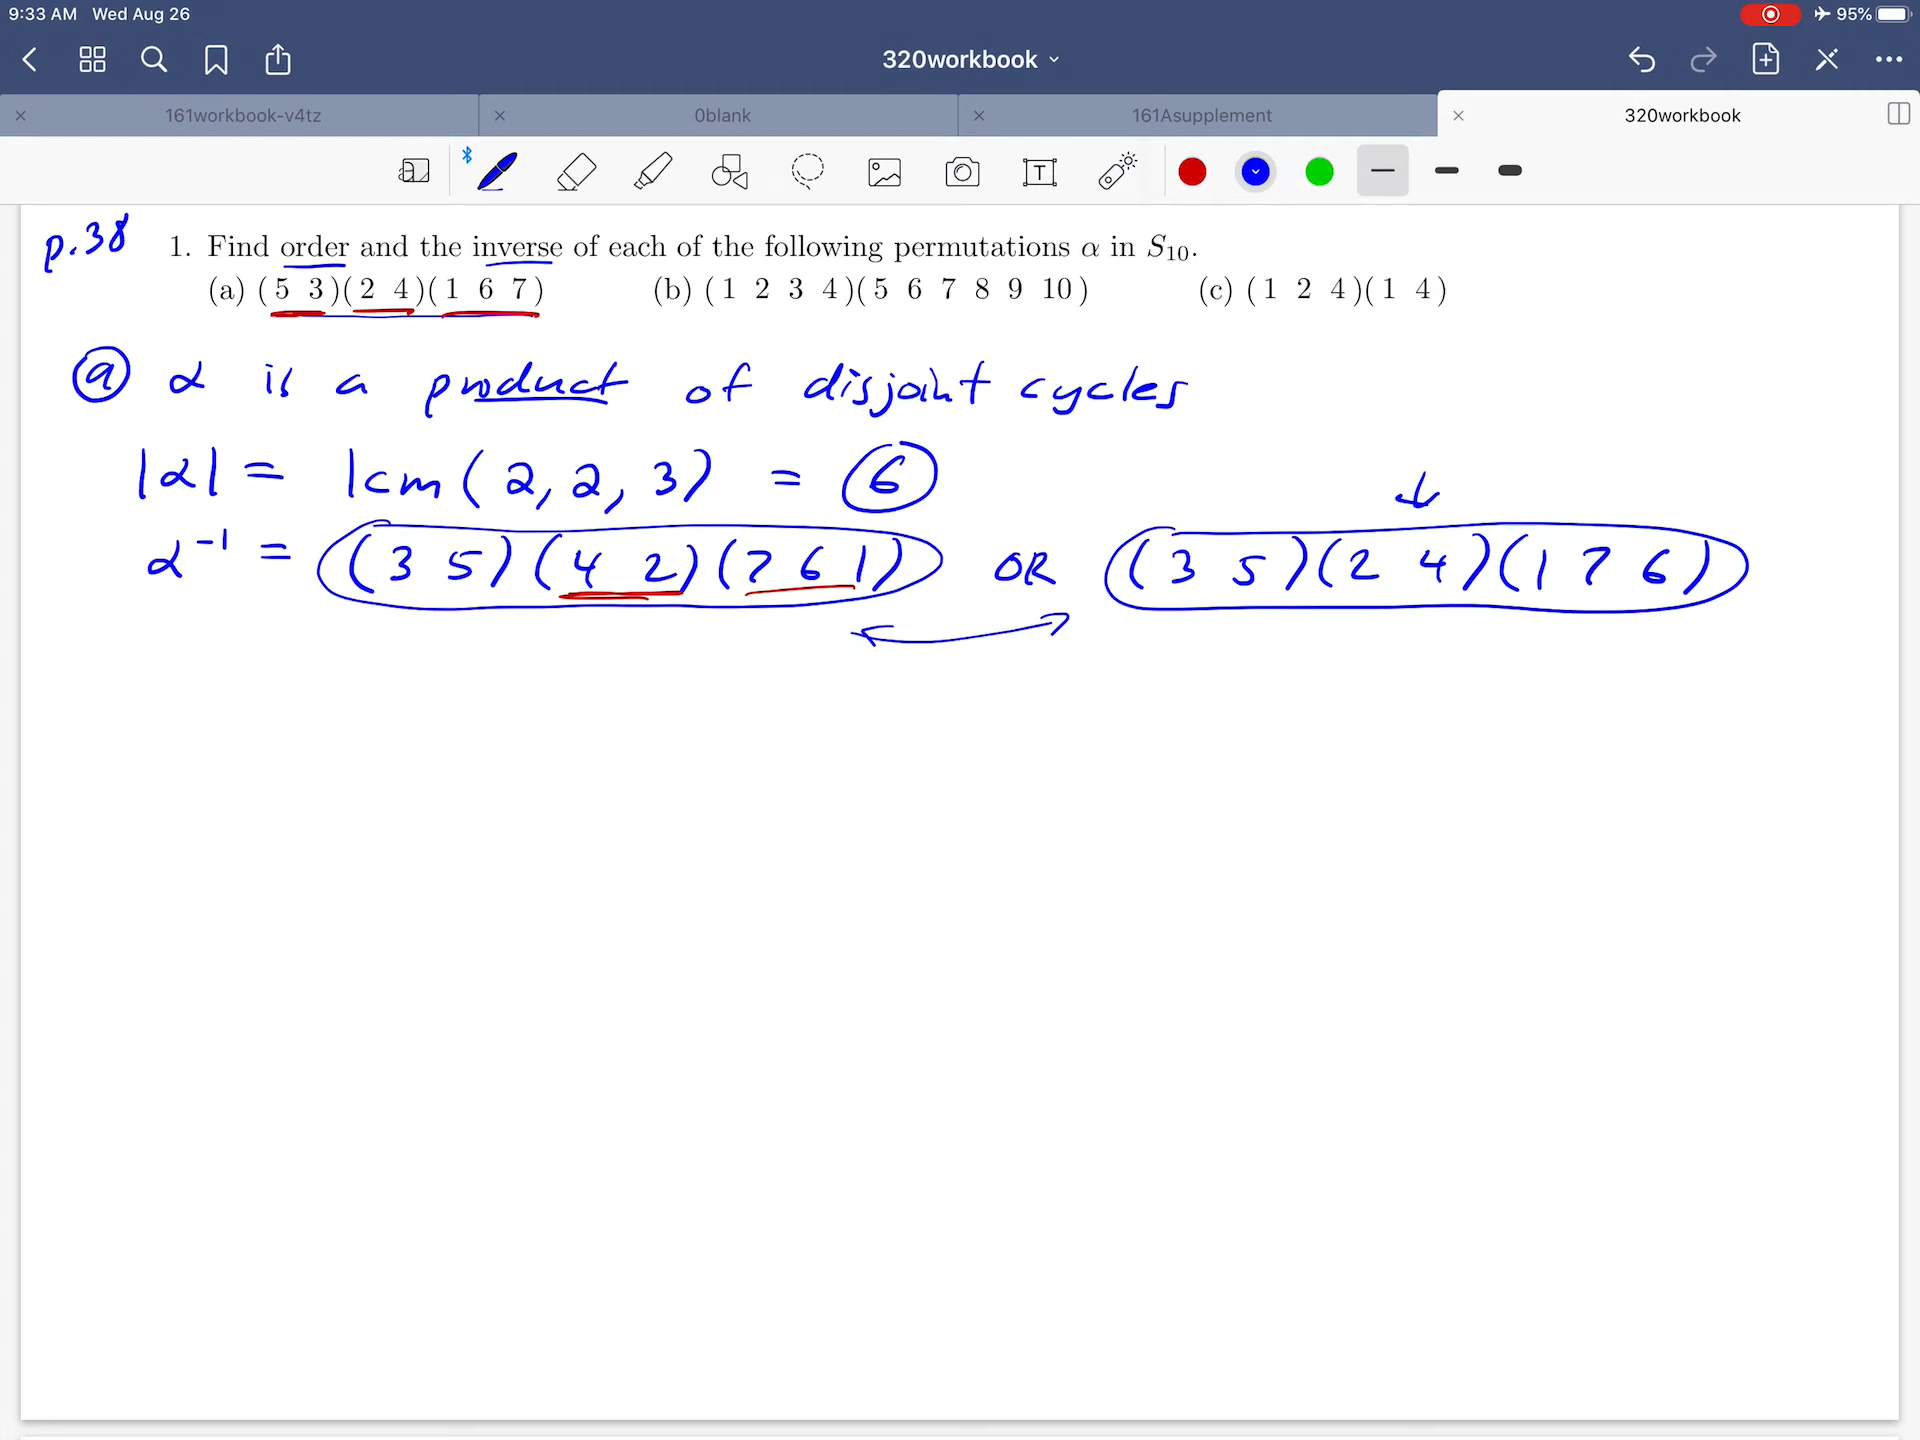 9:33 AM Wed Aug 26 95%
320workbook
161workbook-v4tz 0blank 161Asupplement 320workbook
p.38 1. Find order and the inverse of each of the following permutations α in S₁₀.
(a) ( 5 3 )( 2 4 )( 1 6 7 ) (b) ( 1 2 3 4 )( 5 6 7 8 9 10 ) (c) ( 1 2 4 )( 1 4 )
ⓐ α is a product of disjoint cycles
|α| = lcm( 2, 2, 3) = 6
α⁻¹ = (3 5)(4 2)(7 6 1) OR (3 5)(2 4)(1 7 6)